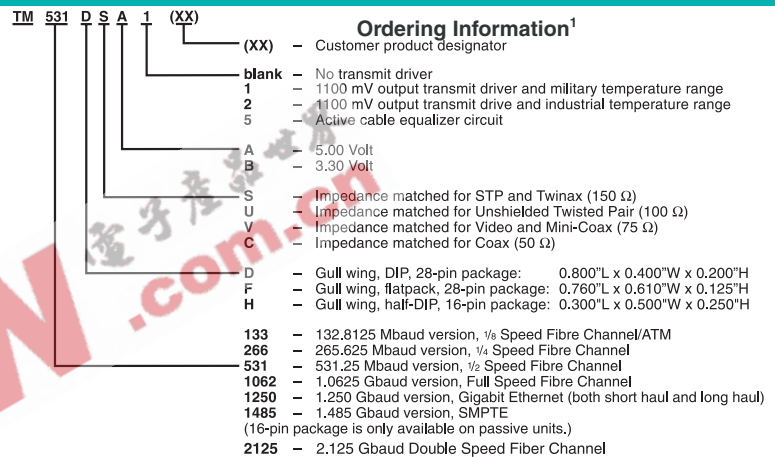 TM 531 D S A 1 (XX)
Ordering Information1
(XX) – Customer product designator
blank – No transmit driver
1 – 1100 mV output transmit driver and military temperature range
2 – 1100 mV output transmit drive and industrial temperature range
5 – Active cable equalizer circuit
A – 5.00 Volt
B – 3.30 Volt
S – Impedance matched for STP and Twinax (150 Ω)
U – Impedance matched for Unshielded Twisted Pair (100 Ω)
V – Impedance matched for Video and Mini-Coax (75 Ω)
C – Impedance matched for Coax (50 Ω)
D – Gull wing, DIP, 28-pin package: 0.800"L x 0.400"W x 0.200"H
F – Gull wing, flatpack, 28-pin package: 0.760"L x 0.610"W x 0.125"H
H – Gull wing, half-DIP, 16-pin package: 0.300"L x 0.500"W x 0.250"H
133 – 132.8125 Mbaud version, 1/8 Speed Fibre Channel/ATM
266 – 265.625 Mbaud version, 1/4 Speed Fibre Channel
531 – 531.25 Mbaud version, 1/2 Speed Fibre Channel
1062 – 1.0625 Gbaud version, Full Speed Fibre Channel
1250 – 1.250 Gbaud version, Gigabit Ethernet (both short haul and long haul)
1485 – 1.485 Gbaud version, SMPTE
(16-pin package is only available on passive units.)
2125 – 2.125 Gbaud Double Speed Fiber Channel
電子產品世界
.com.cn